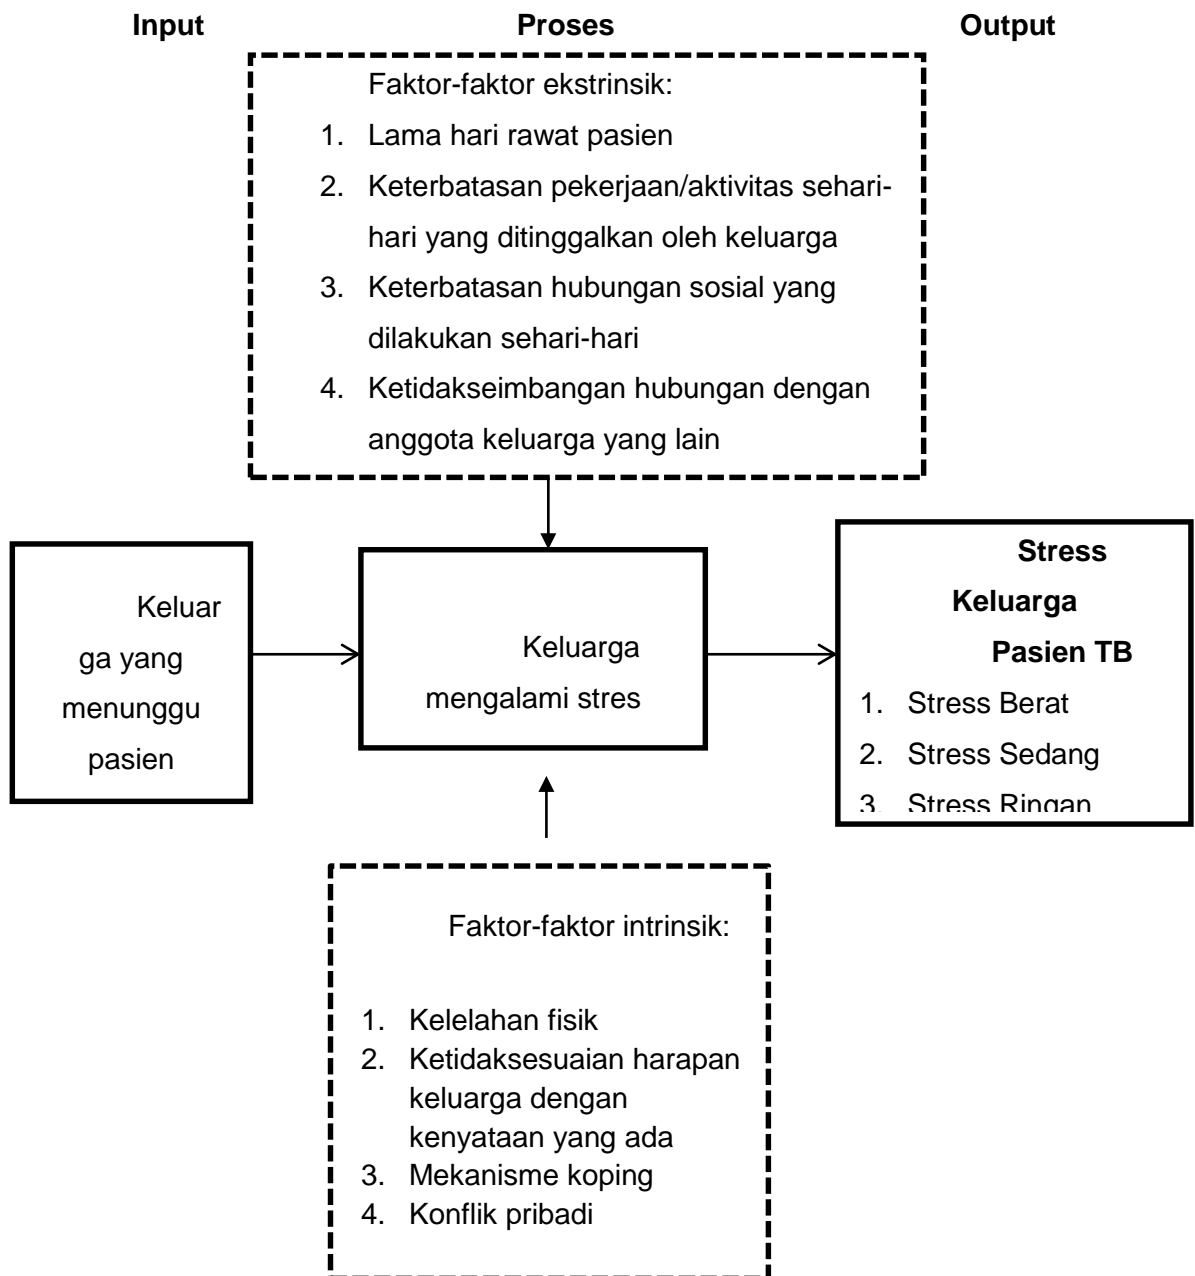 Input Proses Output
Faktor-faktor ekstrinsik:
1. Lama hari rawat pasien
2. Keterbatasan pekerjaan/aktivitas sehari-
hari yang ditinggalkan oleh keluarga
3. Keterbatasan hubungan sosial yang
dilakukan sehari-hari
4. Ketidakseimbangan hubungan dengan
anggota keluarga yang lain
Keluar
ga yang
menunggu
pasien
Keluarga
mengalami stres
Stress
Keluarga
Pasien TB
1. Stress Berat
2. Stress Sedang
3. Stress Ringan
Faktor-faktor intrinsik:
1. Kelelahan fisik
2. Ketidaksesuaian harapan
keluarga dengan
kenyataan yang ada
3. Mekanisme koping
4. Konflik pribadi